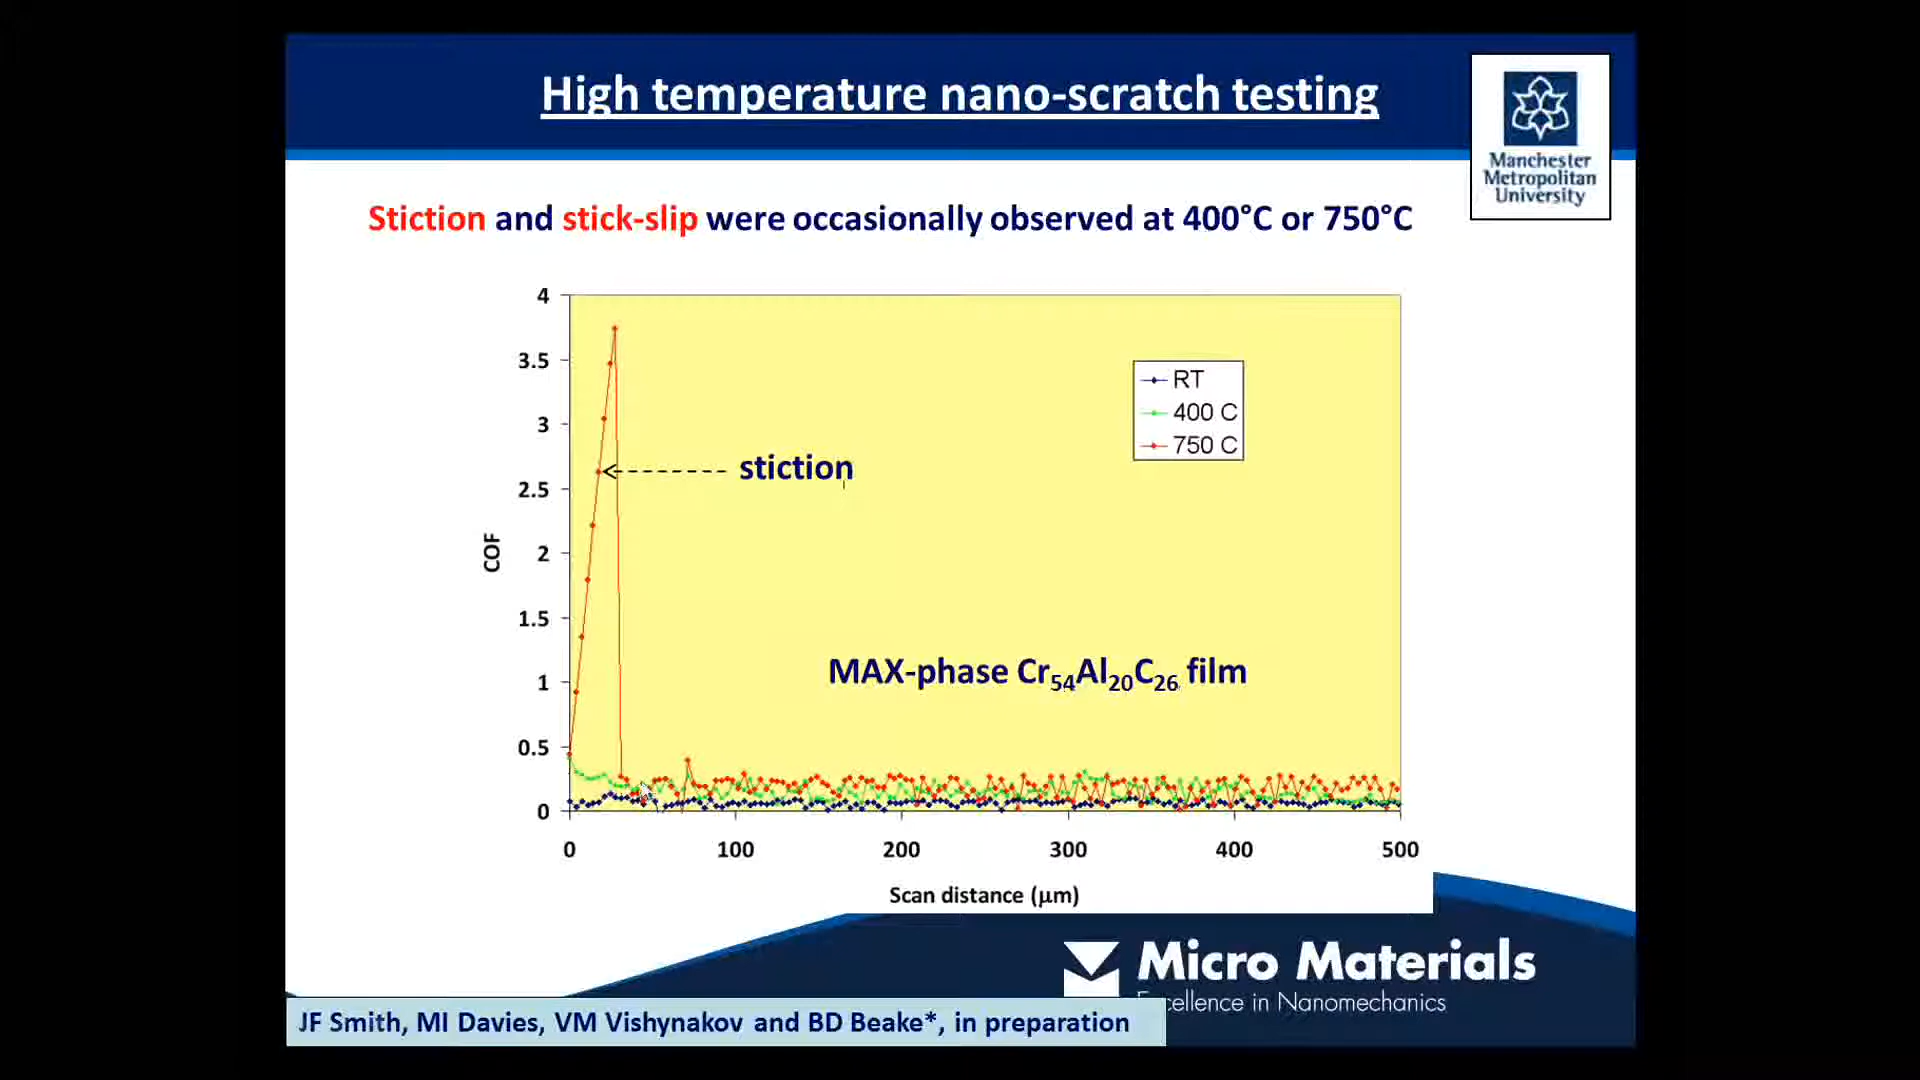 High temperature nano-scratch testing
Manchester
Metropolitan
University
Stiction and stick-slip were occasionally observed at 400°C or 750°C
4
3.5
3
2.5
2
1.5
1
0.5
0
COF
RT
400 C
750 C
stiction
MAX-phase Cr54Al20C26 film
0 100 200 300 400 500
Scan distance (μm)
Micro Materials
cellence in Nanomechanics
JF Smith, MI Davies, VM Vishynakov and BD Beake*, in preparation